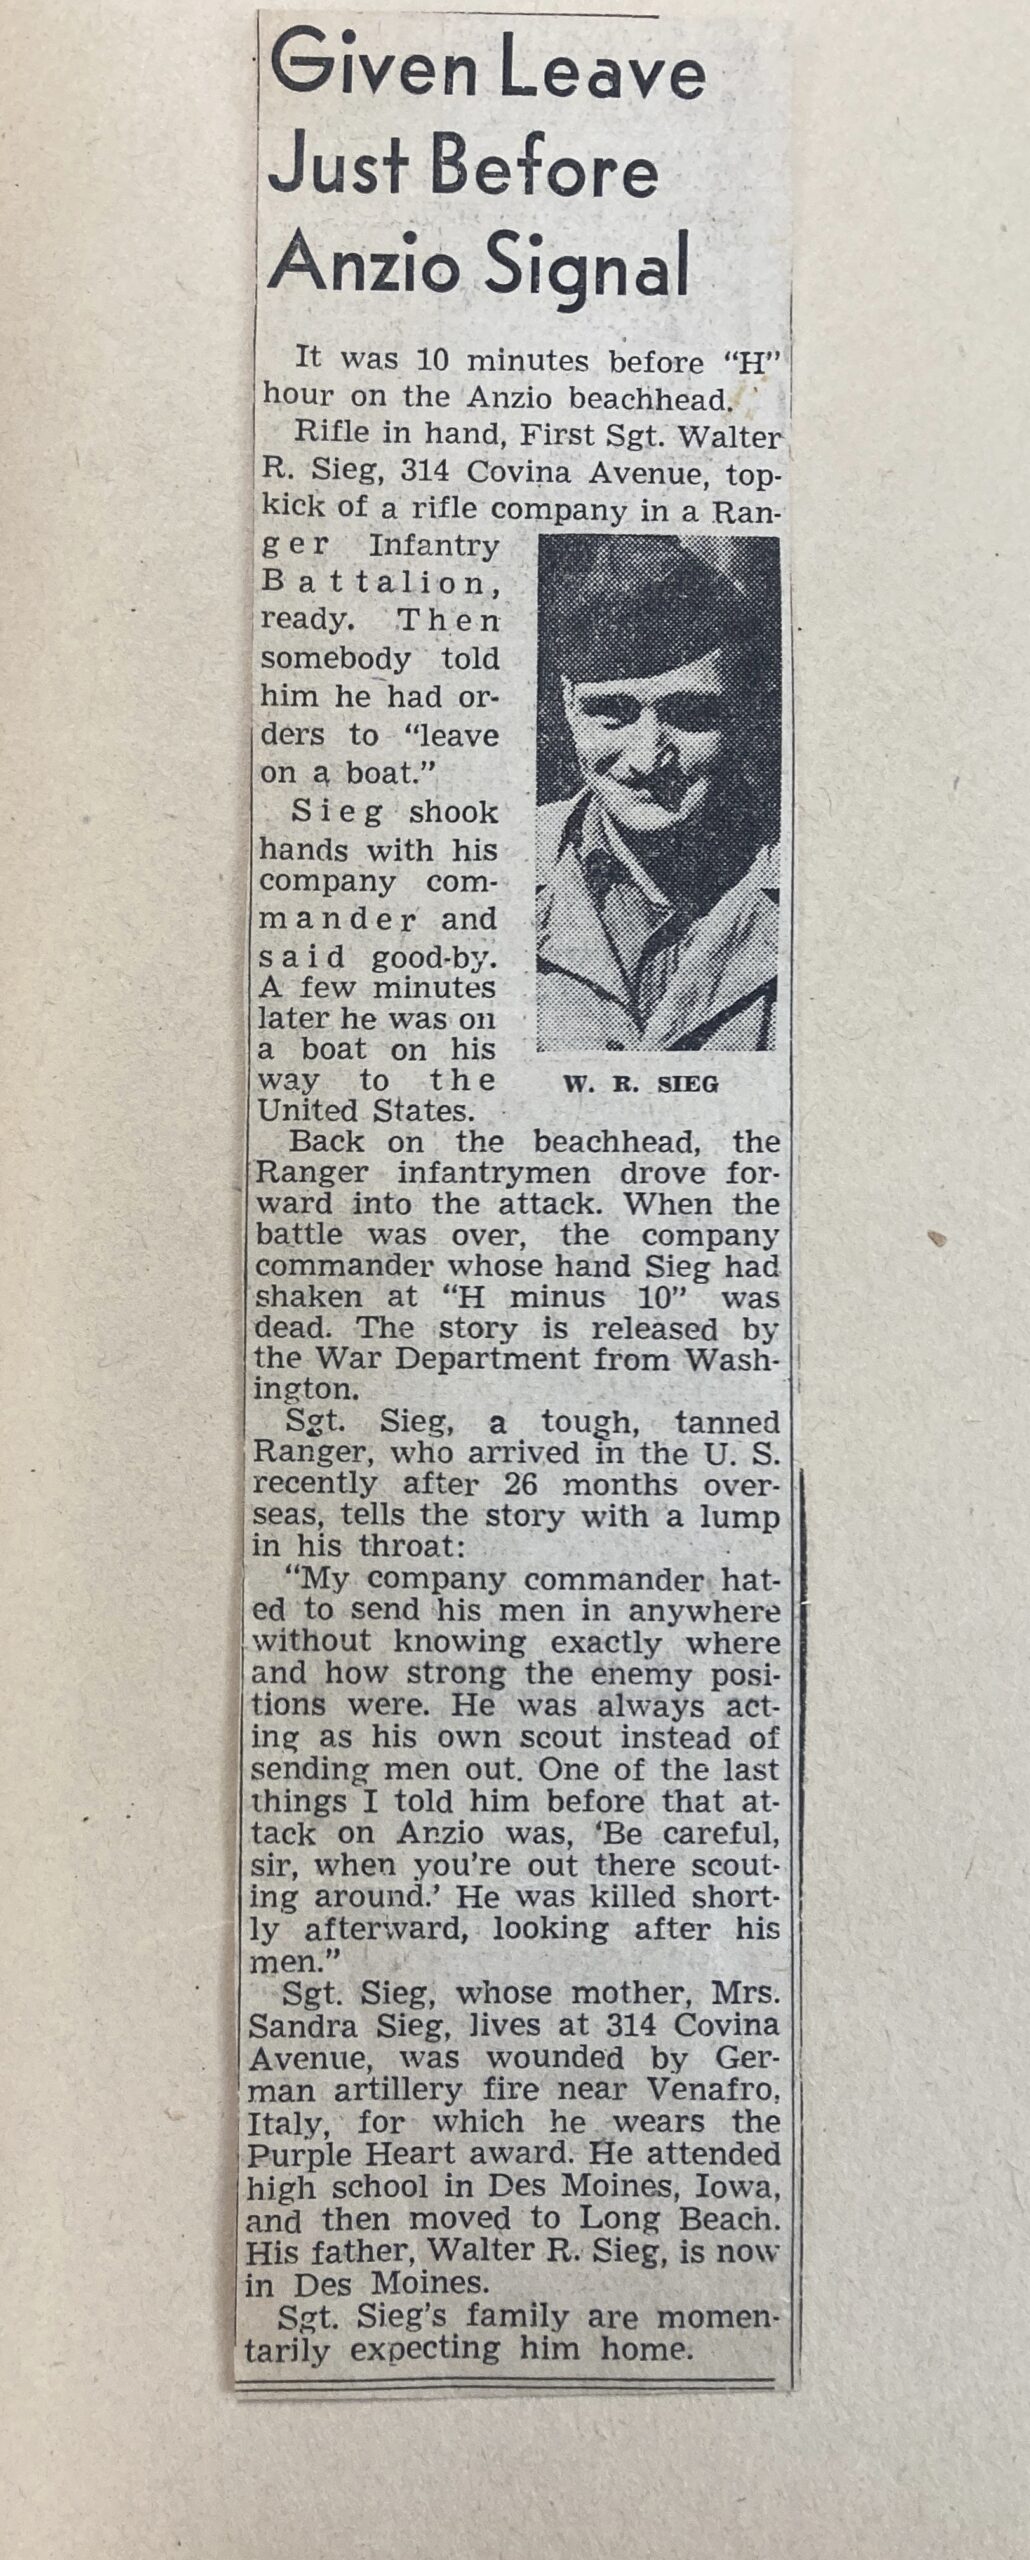 Given Leave
Just Before
Anzio Signal
It was 10 minutes before “H”
hour on the Anzio beachhead.
Rifle in hand, First Sgt. Walter
R. Sieg, 314 Covina Avenue, top-
kick of a rifle company in a Ran-
ger Infantry
Battalion,
ready. Then
somebody told
him he had or-
ders to “leave
on a boat.”
Sieg shook
hands with his
company com-
mander and
said good-by.
A few minutes
later he was on
a boat on his
way to the
United States.
W. R. SIEG
Back on the beachhead, the
Ranger infantrymen drove for-
ward into the attack. When the
battle was over, the company
commander whose hand Sieg had
shaken at “H minus 10” was
dead. The story is released by
the War Department from Wash-
ington.
Sgt. Sieg, a tough, tanned
Ranger, who arrived in the U. S.
recently after 26 months over-
seas, tells the story with a lump
in his throat:
“My company commander hat-
ed to send his men in anywhere
without knowing exactly where
and how strong the enemy posi-
tions were. He was always act-
ing as his own scout instead of
sending men out. One of the last
things I told him before that at-
tack on Anzio was, ‘Be careful,
sir, when you’re out there scout-
ing around.’ He was killed short-
ly afterward, looking after his
men.”
Sgt. Sieg, whose mother, Mrs.
Sandra Sieg, lives at 314 Covina
Avenue, was wounded by Ger-
man artillery fire near Venafro,
Italy, for which he wears the
Purple Heart award. He attended
high school in Des Moines, Iowa,
and then moved to Long Beach.
His father, Walter R. Sieg, is now
in Des Moines.
Sgt. Sieg’s family are momen-
tarily expecting him home.